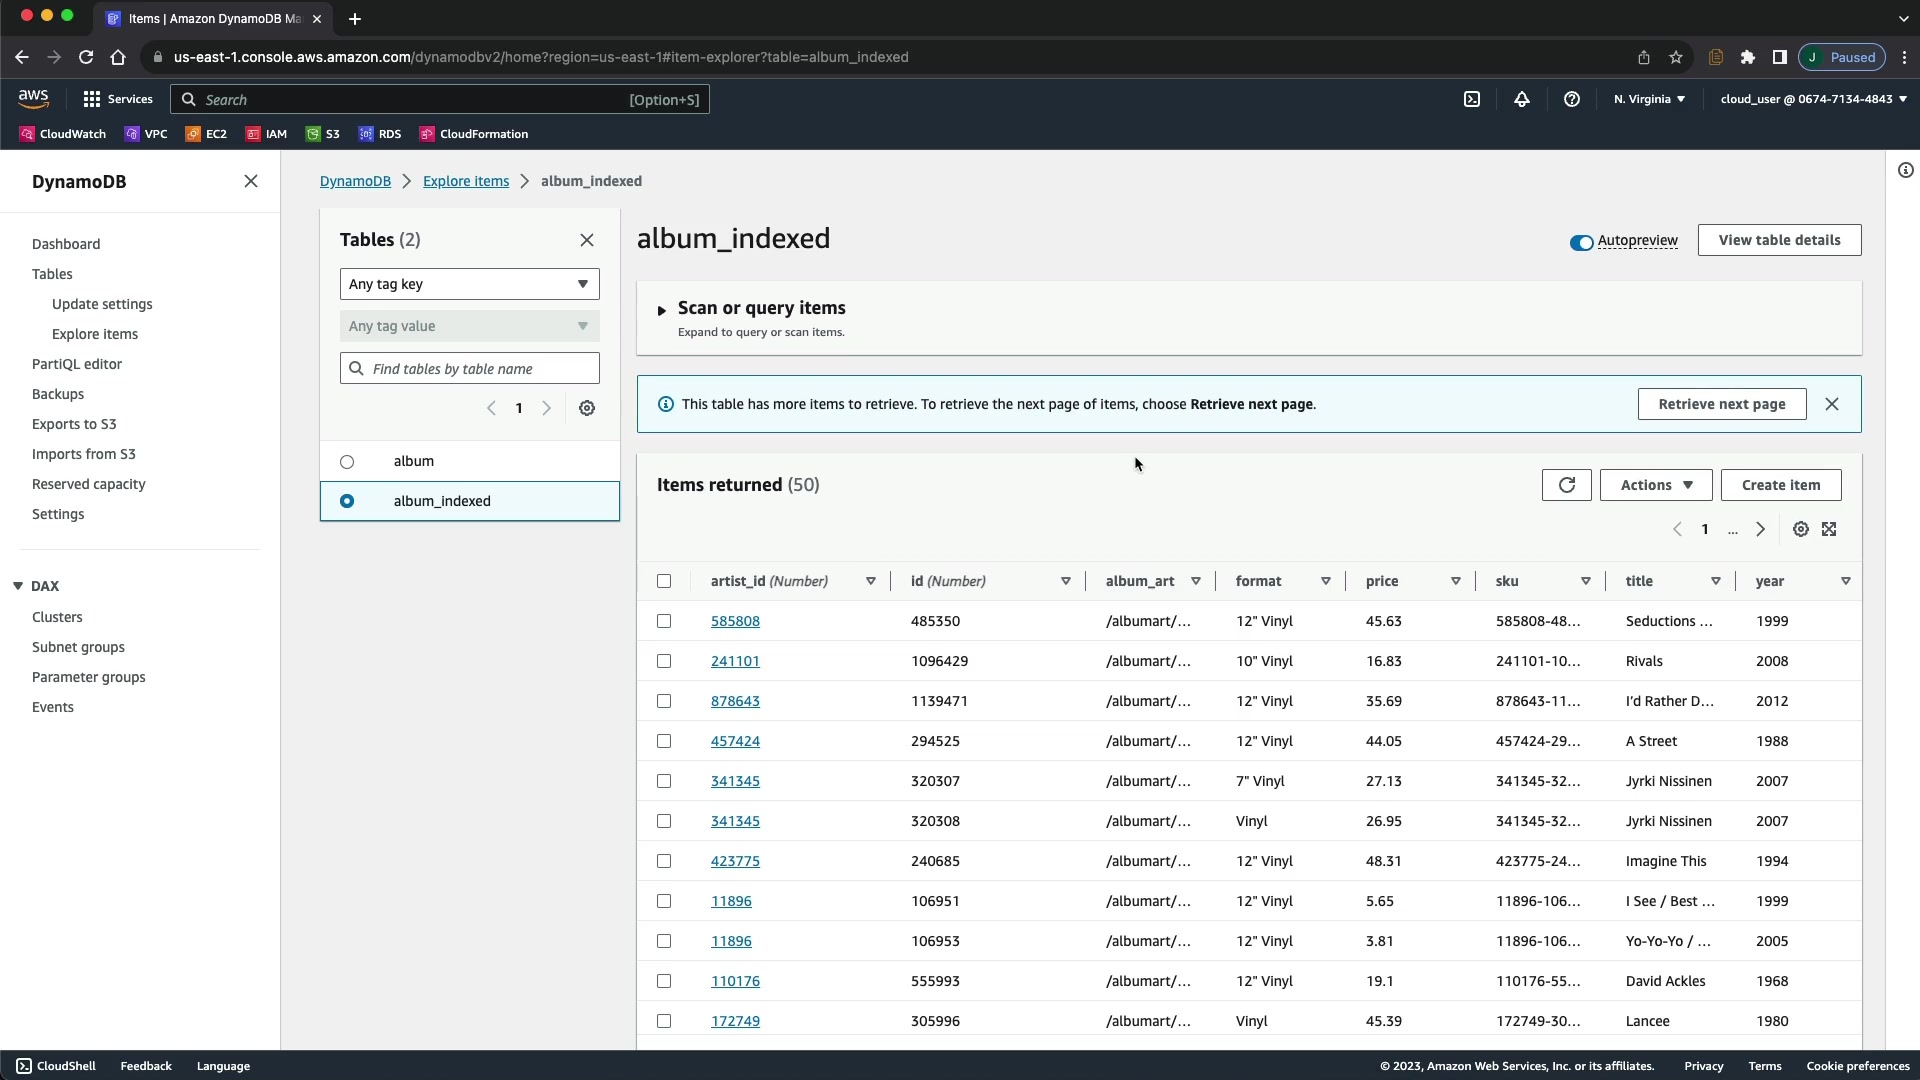 Items | Amazon DynamoDB Ma
us-east-1.console.aws.amazon.com/dynamodbv2/home?region=us-east-1#item-explorer?table=album_indexed
J Paused
aws Services Search [Option+S] N. Virginia cloud_user @ 0674-7134-4843
CloudWatch VPC EC2 IAM S3 RDS CloudFormation
DynamoDB
Dashboard
Tables
Update settings
Explore items
PartiQL editor
Backups
Exports to S3
Imports from S3
Reserved capacity
Settings
DAX
Clusters
Subnet groups
Parameter groups
Events
DynamoDB Explore items album_indexed
Tables (2)
Any tag key
Any tag value
Find tables by table name
1
album
album_indexed
album_indexed
Autopreview
View table details
Scan or query items
Expand to query or scan items.
This table has more items to retrieve. To retrieve the next page of items, choose Retrieve next page.
Retrieve next page
Items returned (50)
Actions
Create item
1 ...
artist_id (Number) id (Number) album_art format price sku title year
585808 485350 /albumart/... 12" Vinyl 45.63 585808-48... Seductions ... 1999
241101 1096429 /albumart/... 10" Vinyl 16.83 241101-10... Rivals 2008
878643 1139471 /albumart/... 12" Vinyl 35.69 878643-11... I'd Rather D... 2012
457424 294525 /albumart/... 12" Vinyl 44.05 457424-29... A Street 1988
341345 320307 /albumart/... 7" Vinyl 27.13 341345-32... Jyrki Nissinen 2007
341345 320308 /albumart/... Vinyl 26.95 341345-32... Jyrki Nissinen 2007
423775 240685 /albumart/... 12" Vinyl 48.31 423775-24... Imagine This 1994
11896 106951 /albumart/... 12" Vinyl 5.65 11896-106... I See / Best ... 1999
11896 106953 /albumart/... 12" Vinyl 3.81 11896-106... Yo-Yo-Yo / ... 2005
110176 555993 /albumart/... 12" Vinyl 19.1 110176-55... David Ackles 1968
172749 305996 /albumart/... Vinyl 45.39 172749-30... Lancee 1980
CloudShell Feedback Language © 2023, Amazon Web Services, Inc. or its affiliates. Privacy Terms Cookie preferences